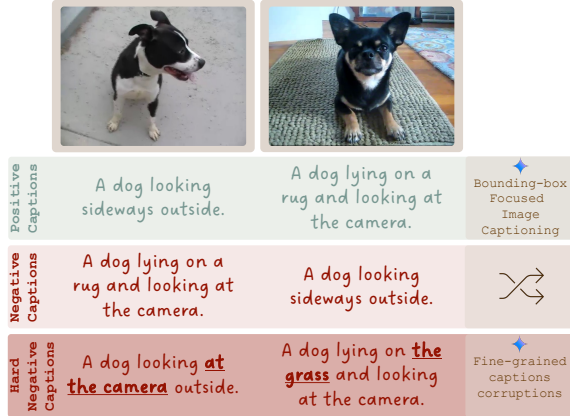 Positive
Captions
A dog looking
sideways outside.
A dog lying on a
rug and looking at
the camera.
Bounding-box
Focused
Image
Captioning
Negative
Captions
A dog lying on a
rug and looking at
the camera.
A dog looking
sideways outside.
Hard
Negative
Captions
A dog looking at
the camera outside.
A dog lying on the
grass and looking
at the camera.
Fine-grained
captions
corruptions